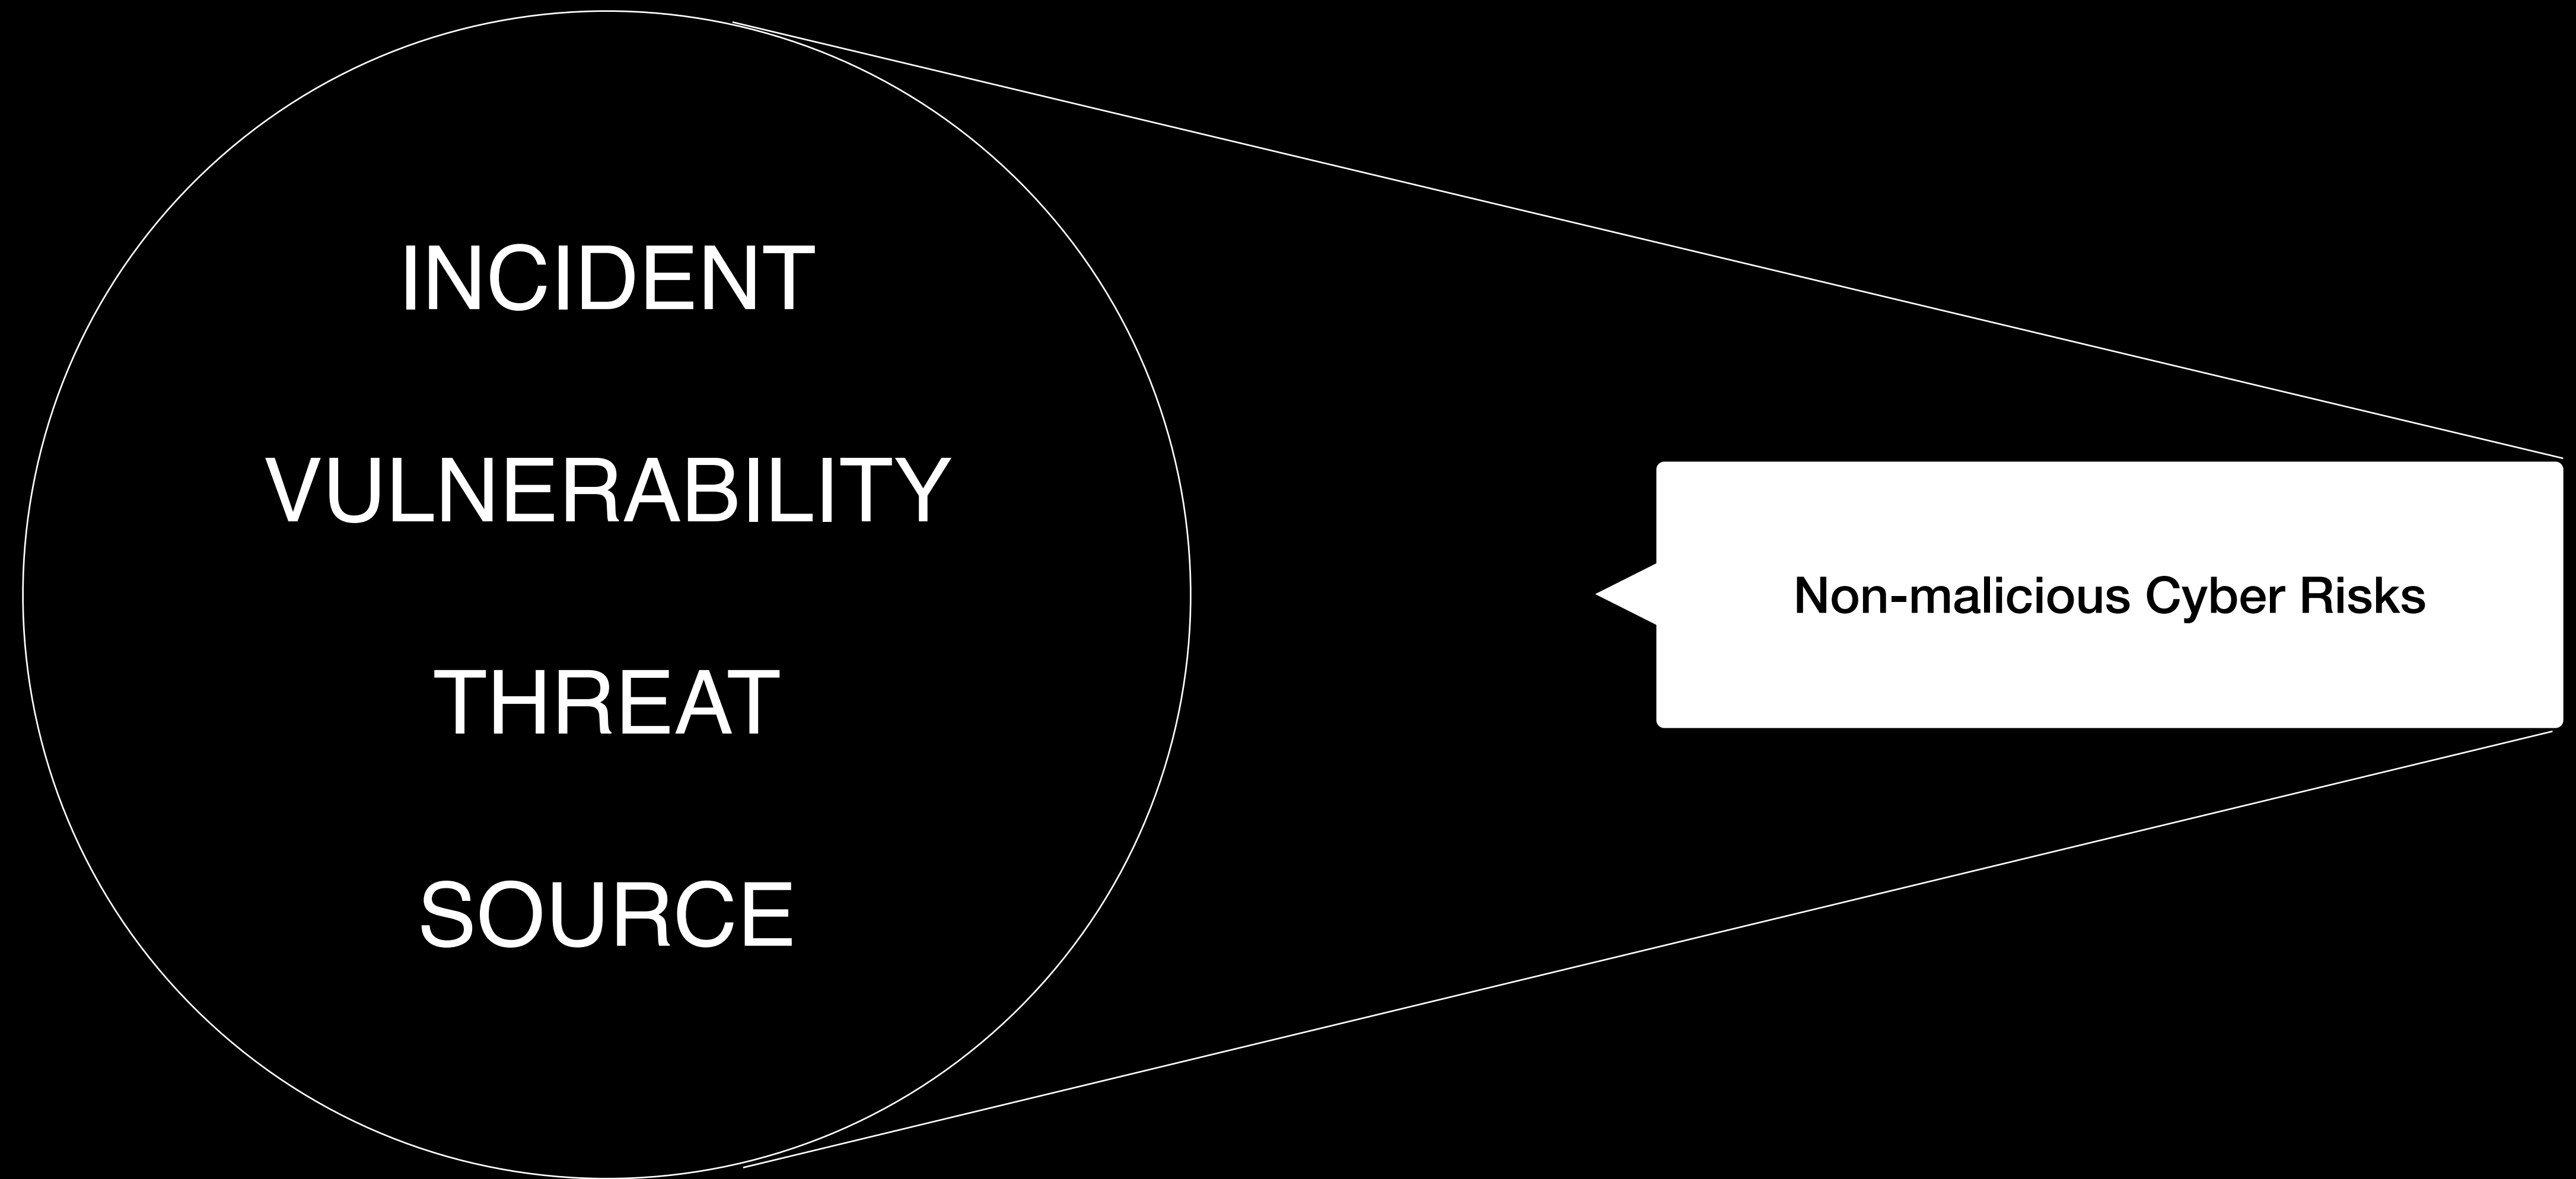 INCIDENT
VULNERABILITY
THREAT
SOURCE
Non-malicious Cyber Risks